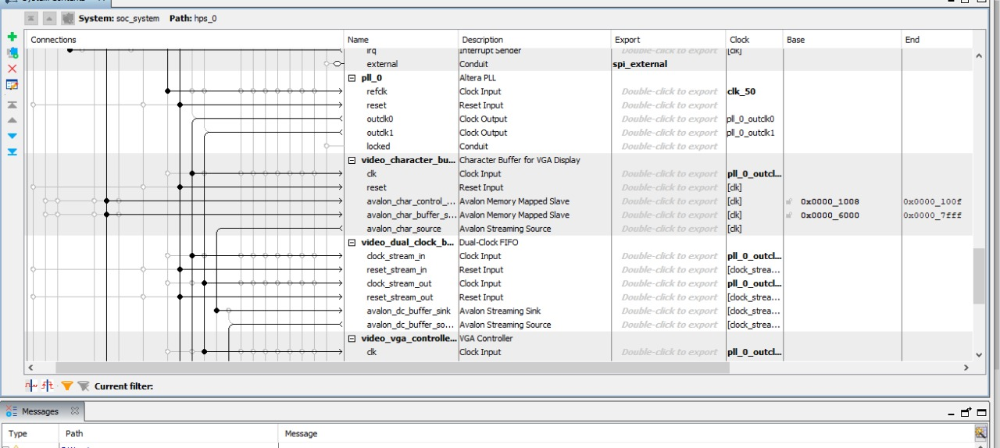 System: soc_system Path: hps_0
Connections Name Description Export Clock Base End
irq Interrupt Sender Double-click to export [clk]
external Conduit spi_external
pll_0 Altera PLL
refclk Clock Input Double-click to export clk_50
reset Reset Input Double-click to export
outclk0 Clock Output Double-click to export pll_0_outclk0
outclk1 Clock Output Double-click to export pll_0_outclk1
locked Conduit Double-click to export
video_character_bu... Character Buffer for VGA Display
clk Clock Input Double-click to export pll_0_outcl...
reset Reset Input Double-click to export [clk]
avalon_char_control_... Avalon Memory Mapped Slave Double-click to export [clk] 0x0000_1008 0x0000_100f
avalon_char_buffer_s... Avalon Memory Mapped Slave Double-click to export [clk] 0x0000_6000 0x0000_7fff
avalon_char_source Avalon Streaming Source Double-click to export [clk]
video_dual_clock_b... Dual-Clock FIFO
clock_stream_in Clock Input Double-click to export pll_0_outcl...
reset_stream_in Reset Input Double-click to export [clock_strea...
clock_stream_out Clock Input Double-click to export pll_0_outcl...
reset_stream_out Reset Input Double-click to export [clock_strea...
avalon_dc_buffer_sink Avalon Streaming Sink Double-click to export [clock_strea...
avalon_dc_buffer_so... Avalon Streaming Source Double-click to export [clock_strea...
video_vga_controlle... VGA Controller
clk Clock Input Double-click to export pll_0_outcl...
Current filter:
Messages
Type Path Message